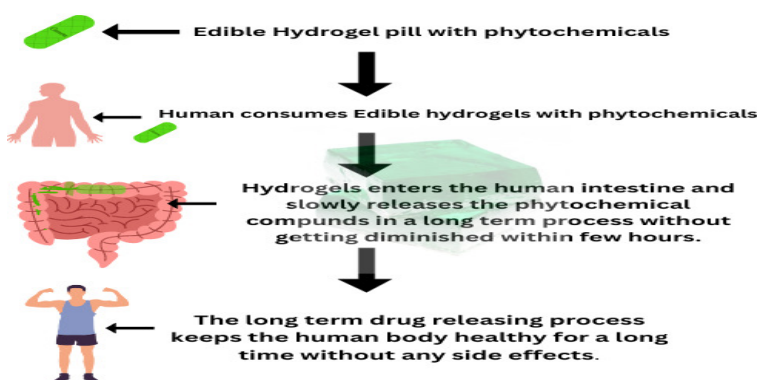 Edible Hydrogel pill with phytochemicals
Human consumes Edible hydrogels with phytochemicals
Hydrogels enters the human intestine and
slowly releases the phytochemical
compunds in a long term process without
getting diminished within few hours.
The long term drug releasing process
keeps the human body healthy for a long
time without any side effects.